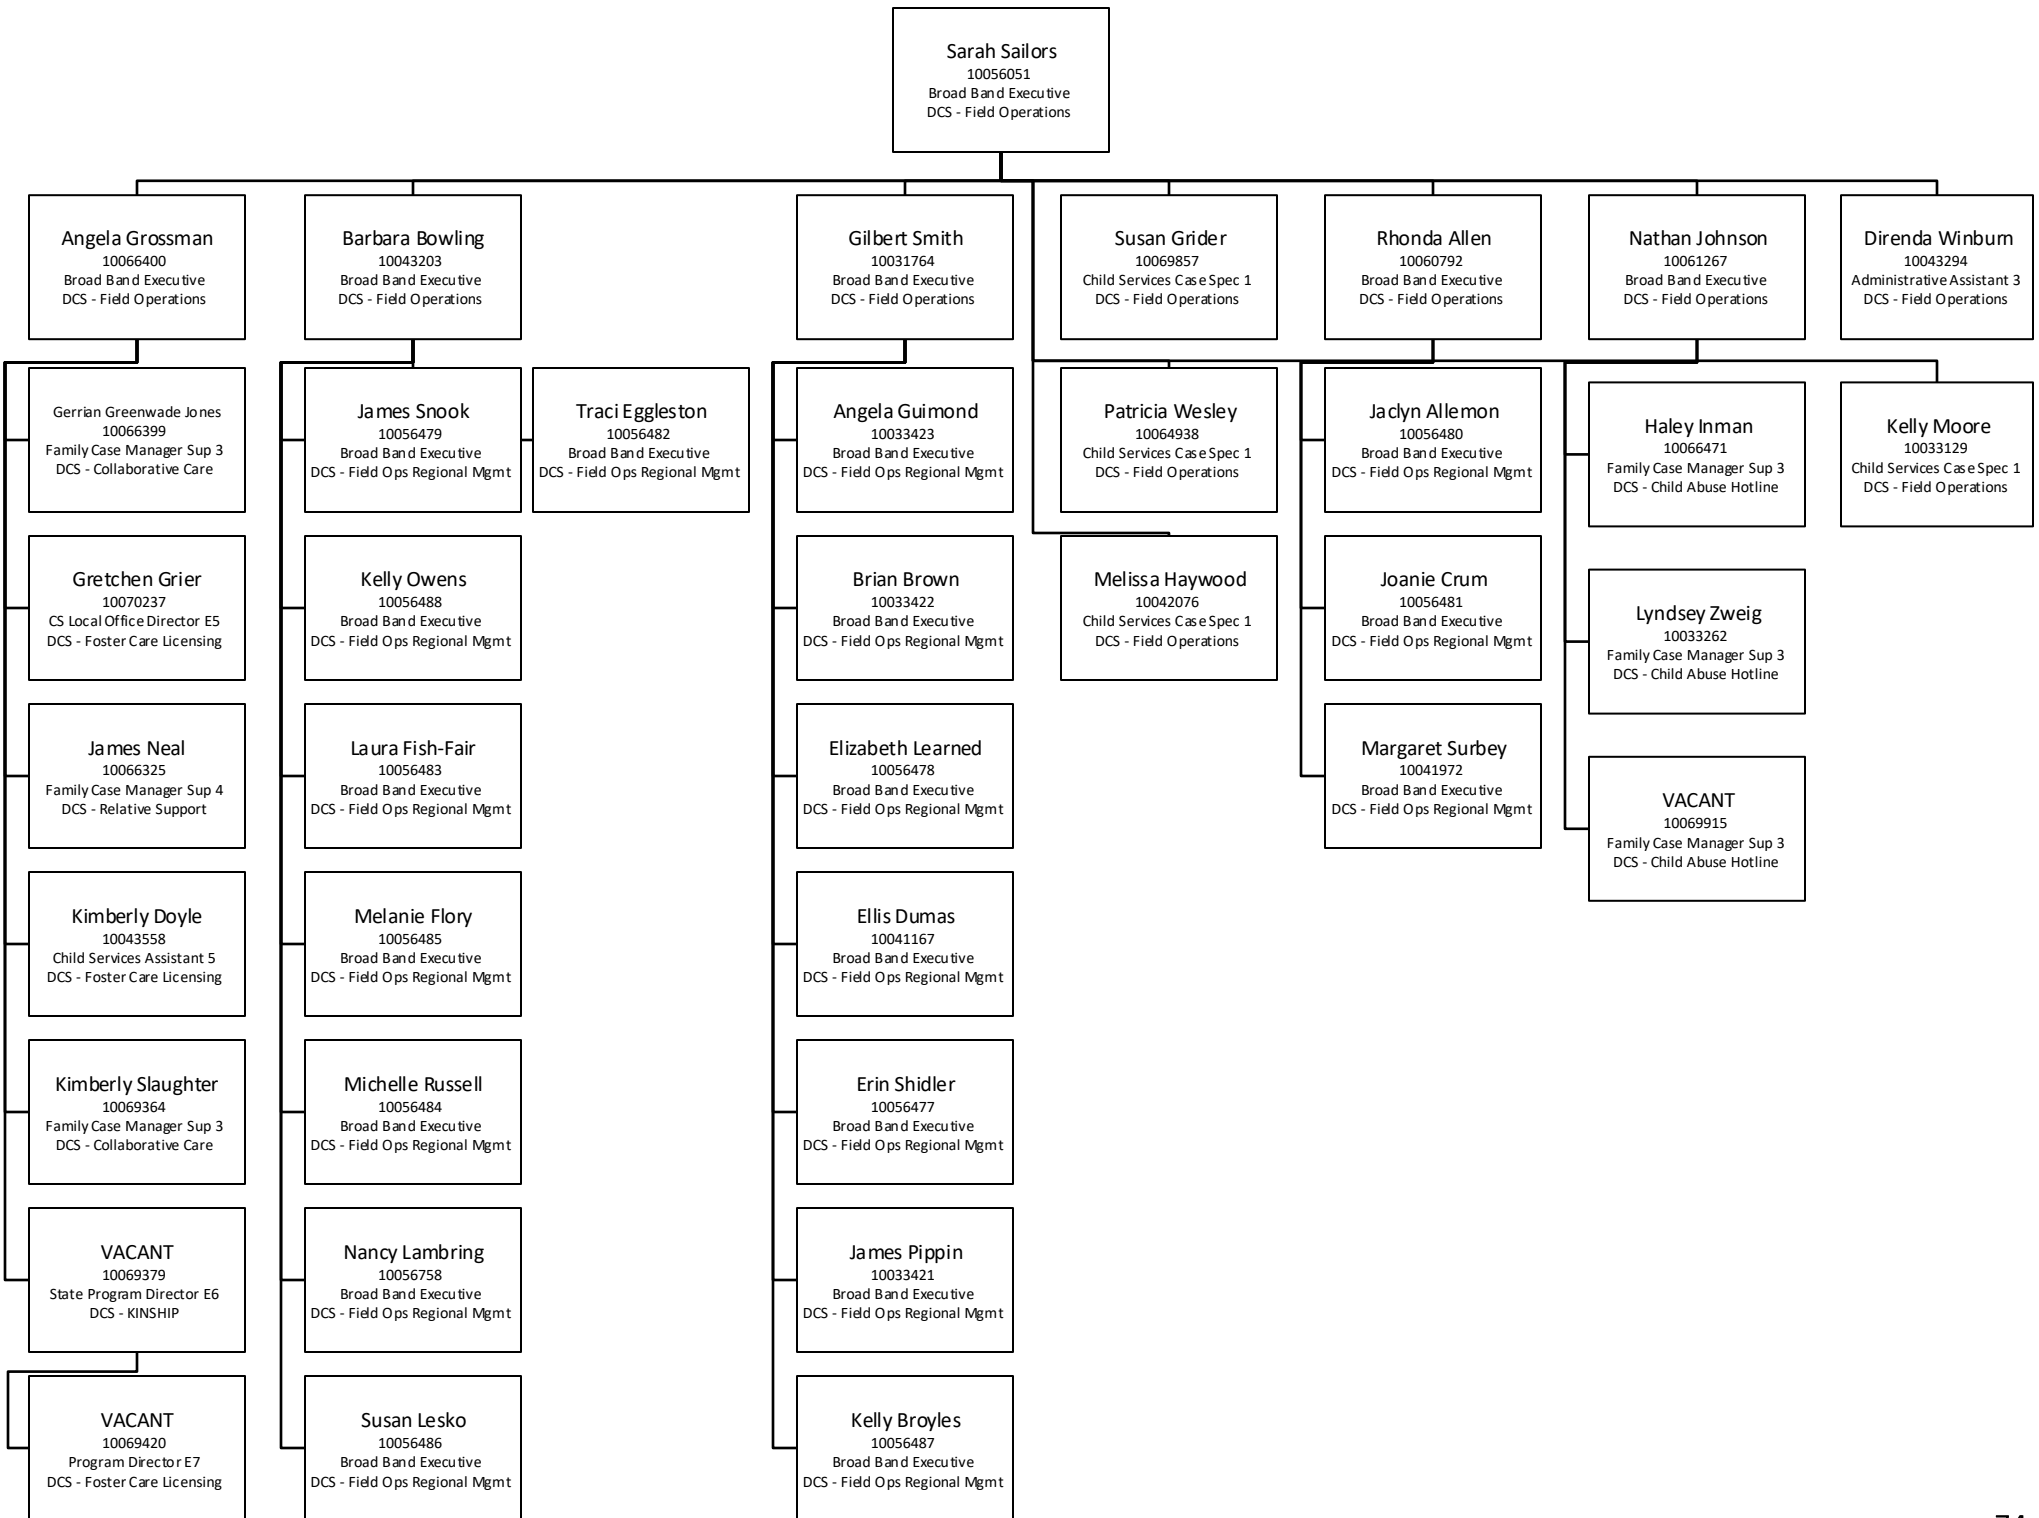 Sarah Sailors
10056051
Broad Band Executive
DCS - Field Operations
Angela Grossman
10066400
Broad Band Executive
DCS - Field Operations
Barbara Bowling
10043203
Broad Band Executive
DCS - Field Operations
Gilbert Smith
10031764
Broad Band Executive
DCS - Field Operations
Susan Grider
10069857
Child Services Case Spec 1
DCS - Field Operations
Rhonda Allen
10060792
Broad Band Executive
DCS - Field Operations
Nathan Johnson
10061267
Broad Band Executive
DCS - Field Operations
Direnda Winburn
10043294
Administrative Assistant 3
DCS - Field Operations
Gerrian Greenwade Jones
10066399
Family Case Manager Sup 3
DCS - Collaborative Care
James Snook
10056479
Broad Band Executive
DCS - Field Ops Regional Mgmt
Traci Eggleston
10056482
Broad Band Executive
DCS - Field Ops Regional Mgmt
Angela Guimond
10033423
Broad Band Executive
DCS - Field Ops Regional Mgmt
Patricia Wesley
10064938
Child Services Case Spec 1
DCS - Field Operations
Jaclyn Allemon
10056480
Broad Band Executive
DCS - Field Ops Regional Mgmt
Haley Inman
10066471
Family Case Manager Sup 3
DCS - Child Abuse Hotline
Kelly Moore
10033129
Child Services Case Spec 1
DCS - Field Operations
Gretchen Grier
10070237
CS Local Office Director E5
DCS - Foster Care Licensing
Kelly Owens
10056488
Broad Band Executive
DCS - Field Ops Regional Mgmt
Brian Brown
10033422
Broad Band Executive
DCS - Field Ops Regional Mgmt
Melissa Haywood
10042076
Child Services Case Spec 1
DCS - Field Operations
Joanie Crum
10056481
Broad Band Executive
DCS - Field Ops Regional Mgmt
Lyndsey Zweig
10033262
Family Case Manager Sup 3
DCS - Child Abuse Hotline
James Neal
10066325
Family Case Manager Sup 4
DCS - Relative Support
Laura Fish-Fair
10056483
Broad Band Executive
DCS - Field Ops Regional Mgmt
Elizabeth Learned
10056478
Broad Band Executive
DCS - Field Ops Regional Mgmt
Margaret Surbey
10041972
Broad Band Executive
DCS - Field Ops Regional Mgmt
VACANT
10069915
Family Case Manager Sup 3
DCS - Child Abuse Hotline
Kimberly Doyle
10043558
Child Services Assistant 5
DCS - Foster Care Licensing
Melanie Flory
10056485
Broad Band Executive
DCS - Field Ops Regional Mgmt
Ellis Dumas
10041167
Broad Band Executive
DCS - Field Ops Regional Mgmt
Kimberly Slaughter
10069364
Family Case Manager Sup 3
DCS - Collaborative Care
Michelle Russell
10056484
Broad Band Executive
DCS - Field Ops Regional Mgmt
Erin Shidler
10056477
Broad Band Executive
DCS - Field Ops Regional Mgmt
VACANT
10069379
State Program Director E6
DCS - KINSHIP
Nancy Lambring
10056758
Broad Band Executive
DCS - Field Ops Regional Mgmt
James Pippin
10033421
Broad Band Executive
DCS - Field Ops Regional Mgmt
VACANT
10069420
Program Director E7
DCS - Foster Care Licensing
Susan Lesko
10056486
Broad Band Executive
DCS - Field Ops Regional Mgmt
Kelly Broyles
10056487
Broad Band Executive
DCS - Field Ops Regional Mgmt